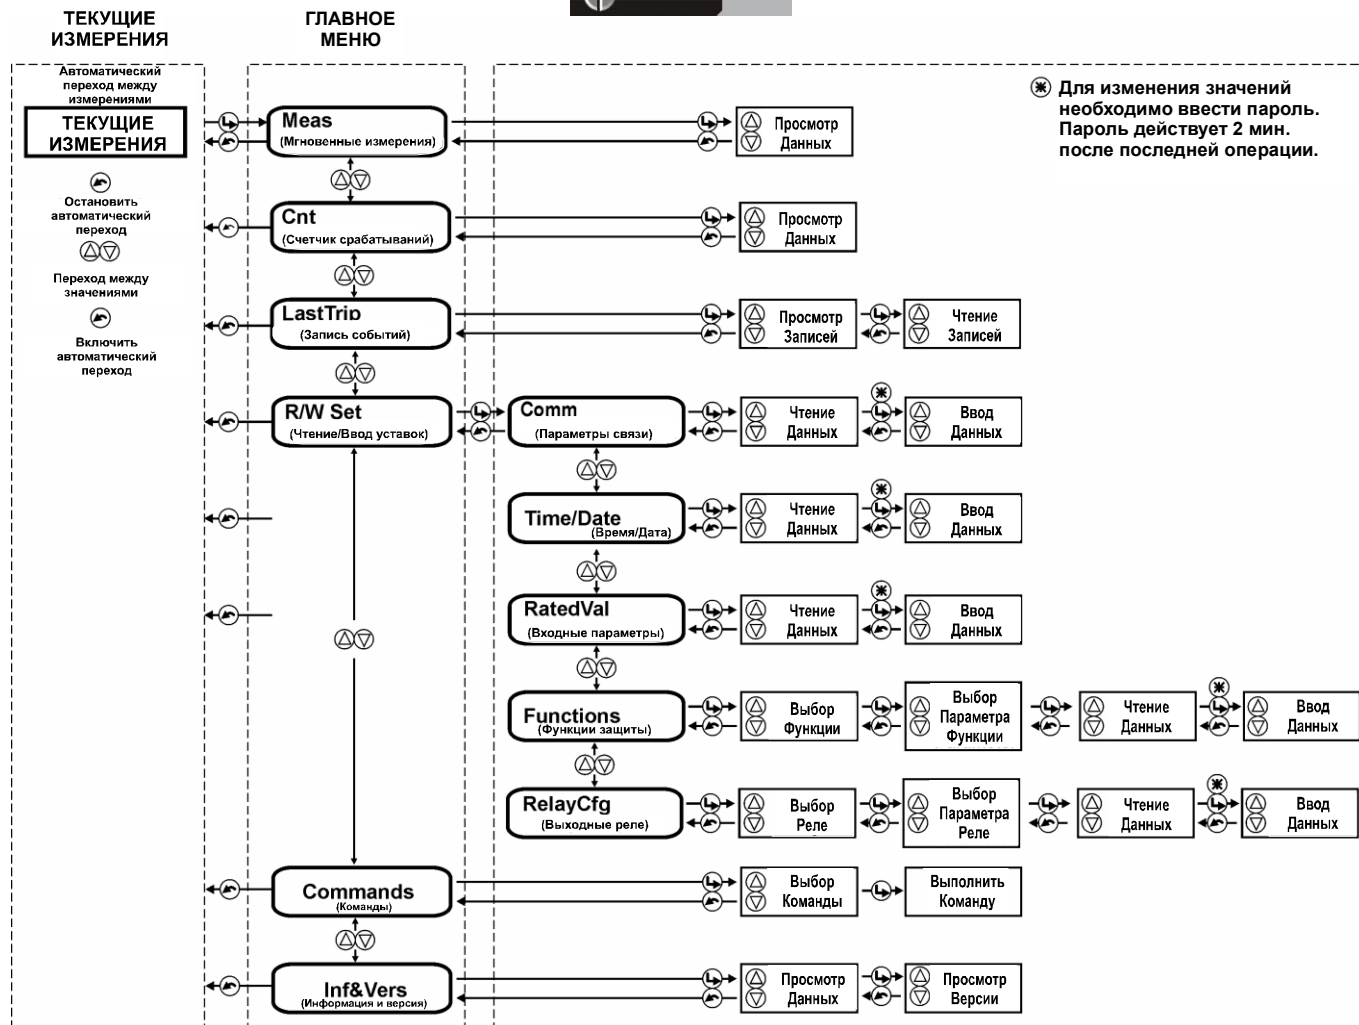 ТЕКУЩИЕ
ИЗМЕРЕНИЯ
ГЛАВНОЕ
МЕНЮ
Автоматический
переход между
измерениями
ТЕКУЩИЕ
ИЗМЕРЕНИЯ
Остановить
автоматический
переход
Переход между
значениями
Включить
автоматический
переход
Для изменения значений
необходимо ввести пароль.
Пароль действует 2 мин.
после последней операции.
Meas
(Мгновенные измерения)
Просмотр
Данных
Cnt
(Счетчик срабатываний)
Просмотр
Данных
LastTrip
(Запись событий)
Просмотр
Записей
Чтение
Записей
R/W Set
(Чтение/Ввод уставок)
Comm
(Параметры связи)
Чтение
Данных
Ввод
Данных
Time/Date
(Время/Дата)
Чтение
Данных
Ввод
Данных
RatedVal
(Входные параметры)
Чтение
Данных
Ввод
Данных
Functions
(Функции защиты)
Выбор
Функции
Выбор
Параметра
Функции
Чтение
Данных
Ввод
Данных
RelayCfg
(Выходные реле)
Выбор
Реле
Выбор
Параметра
Реле
Чтение
Данных
Ввод
Данных
Commands
(Команды)
Выбор
Команды
Выполнить
Команду
Inf&Vers
(Информация и версия)
Просмотр
Данных
Просмотр
Версии